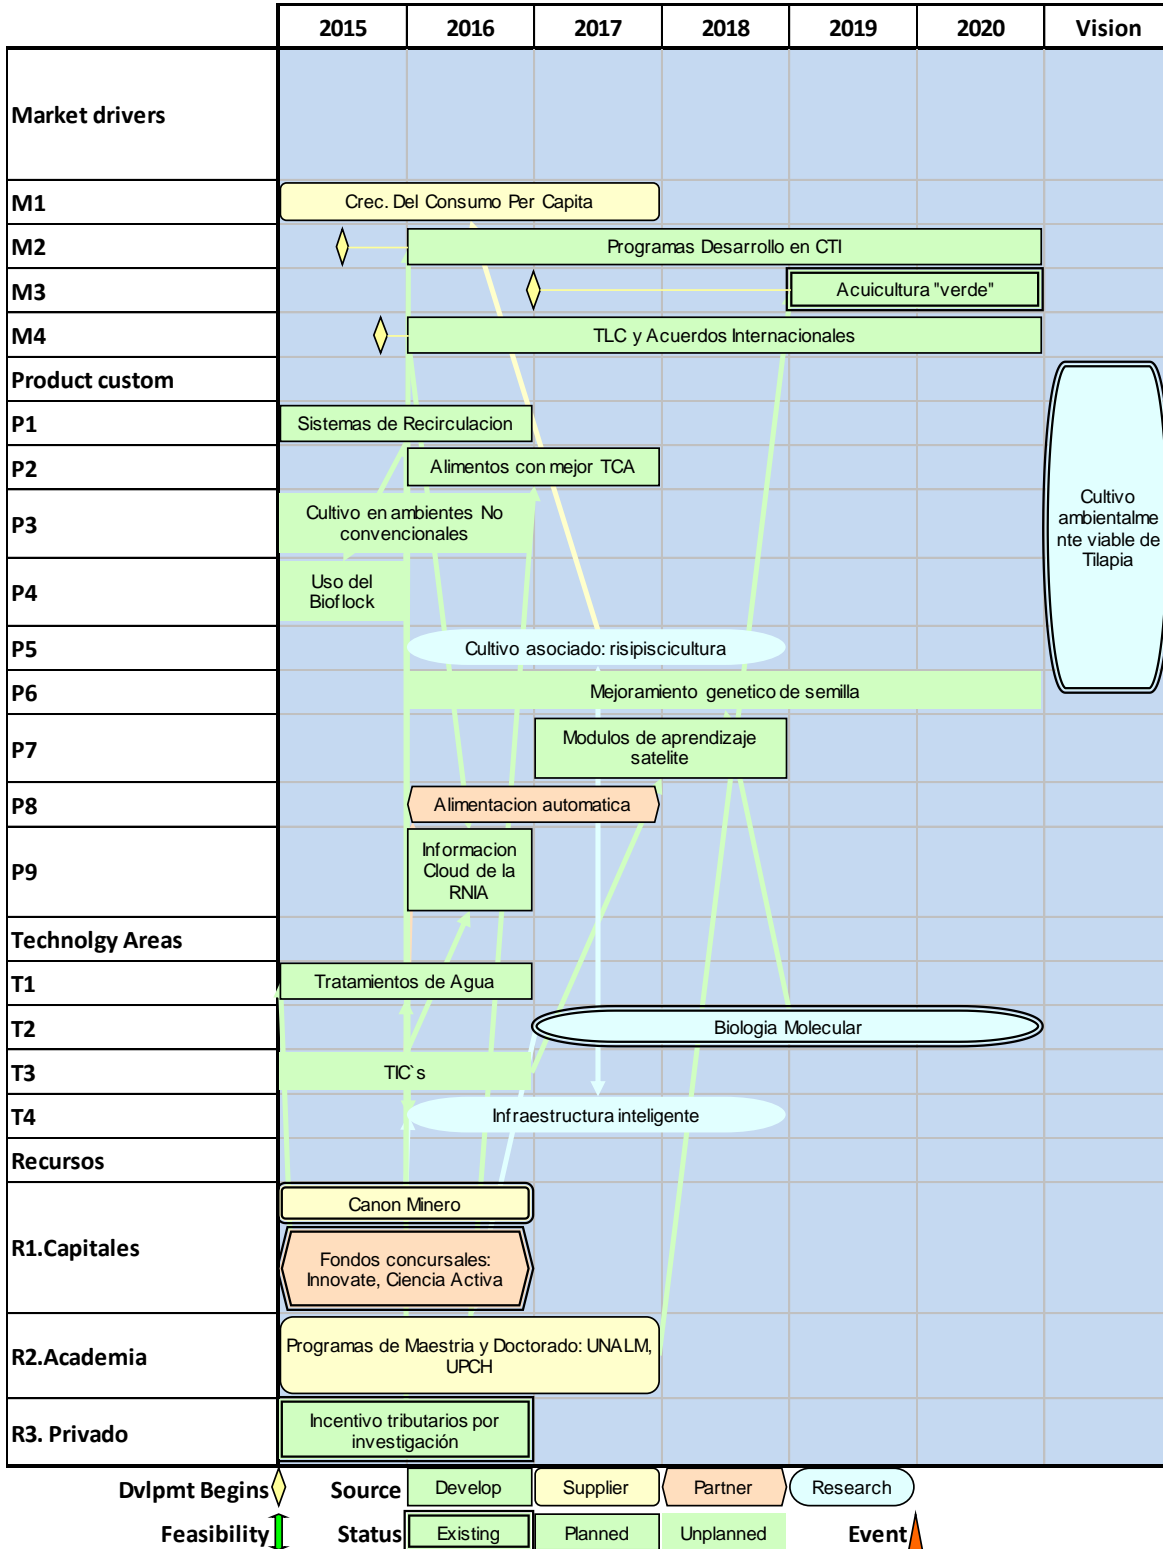 2015 2016 2017 2018 2019 2020 Vision
Market drivers
M1 Crec. Del Consumo Per Capita
M2 Programas Desarrollo en CTI
M3 Acuicultura "verde"
M4 TLC y Acuerdos Internacionales
Product custom
P1 Sistemas de Recirculacion
P2 Alimentos con mejor TCA
P3 Cultivo en ambientes No
convencionales
Cultivo
ambientalme
nte viable de
Tilapia
P4 Uso del
Bioflock
P5 Cultivo asociado: risipiscicultura
P6 Mejoramiento genetico de semilla
P7 Modulos de aprendizaje
satelite
P8 Alimentacion automatica
P9 Informacion
Cloud de la
RNIA
Technolgy Areas
T1 Tratamientos de Agua
T2 Biologia Molecular
T3 TIC`s
T4 Infraestructura inteligente
Recursos
R1.Capitales
Canon Minero
Fondos concursales:
Innovate, Ciencia Activa
R2.Academia
Programas de Maestria y Doctorado: UNALM,
UPCH
R3. Privado
Incentivo tributarios por
investigación
Dvlpmt Begins Source Develop Supplier Partner Research
Feasibility Status Existing Planned Unplanned Event